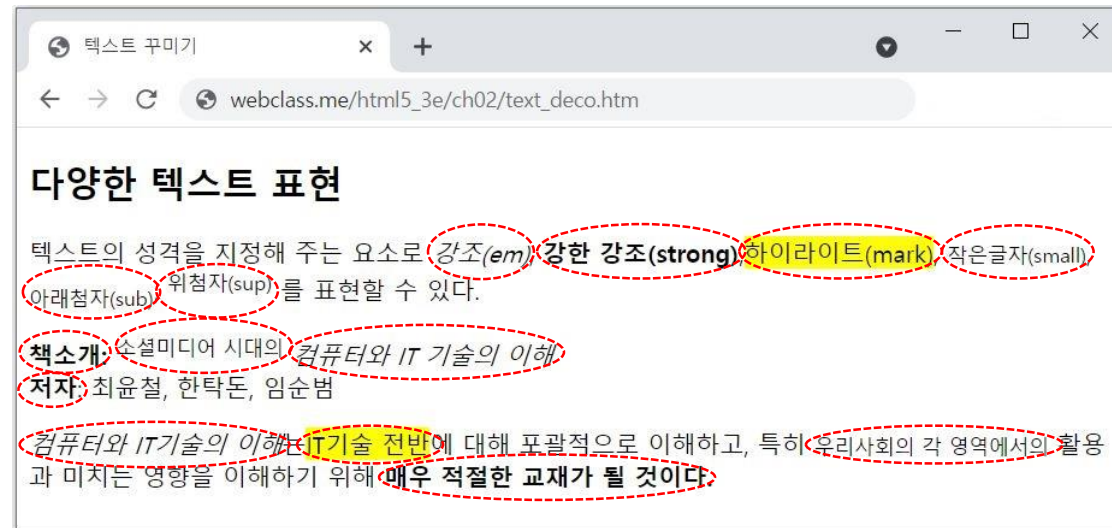 텍스트 꾸미기
webclass.me/html5_3e/ch02/text_deco.htm
다양한 텍스트 표현
텍스트의 성격을 지정해 주는 요소로 강조(em), 강한 강조(strong), 하이라이트(mark), 작은글자(small),
아래첨자(sub), 위첨자(sup) 를 표현할 수 있다.
책소개: 소셜미디어 시대의 컴퓨터와 IT 기술의 이해
저자: 최윤철, 한탁돈, 임순범
컴퓨터와 IT기술의 이해는 IT기술 전반에 대해 포괄적으로 이해하고, 특히 우리사회의 각 영역에서의 활용
과 미치는 영향을 이해하기 위해 매우 적절한 교재가 될 것이다.